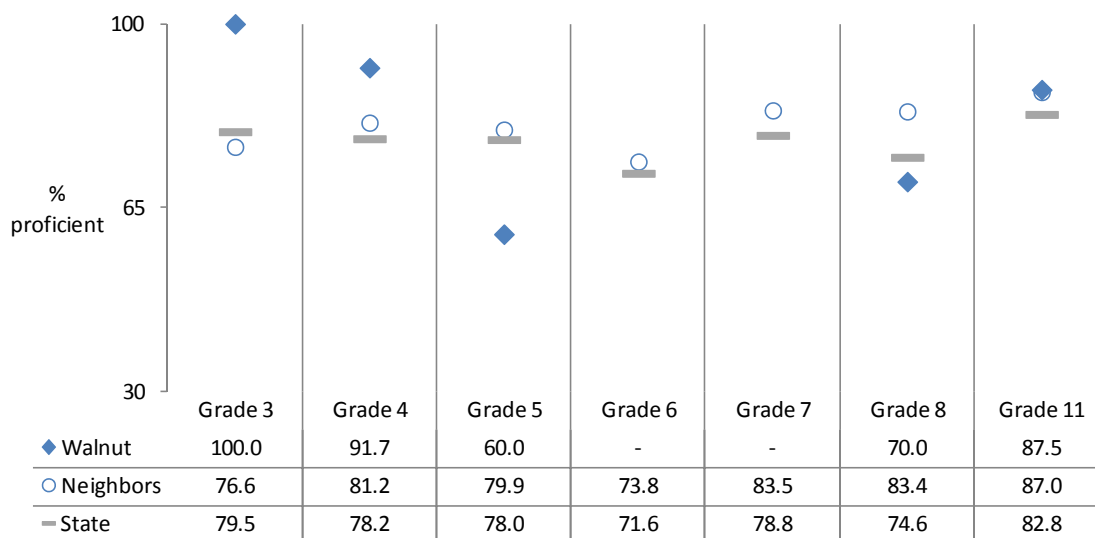 100
%
proficient
65
30
Grade 3 Grade 4 Grade 5 Grade 6 Grade 7 Grade 8 Grade 11
Walnut 100.0 91.7 60.0 - - 70.0 87.5
Neighbors 76.6 81.2 79.9 73.8 83.5 83.4 87.0
State 79.5 78.2 78.0 71.6 78.8 74.6 82.8